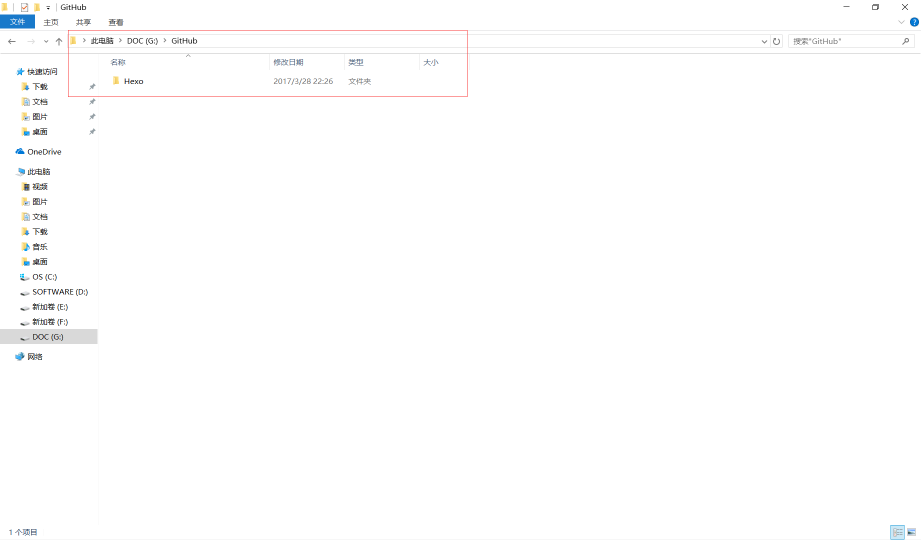 GitHub
文件 主页 共享 查看
此电脑 DOC (G:) GitHub 搜索"GitHub"
名称 修改日期 类型 大小
Hexo 2017/3/28 22:26 文件夹
快速访问
下载
文档
图片
桌面
OneDrive
此电脑
视频
图片
文档
下载
音乐
桌面
OS (C:)
SOFTWARE (D:)
新加卷 (E:)
新加卷 (F:)
DOC (G:)
网络
1 个项目